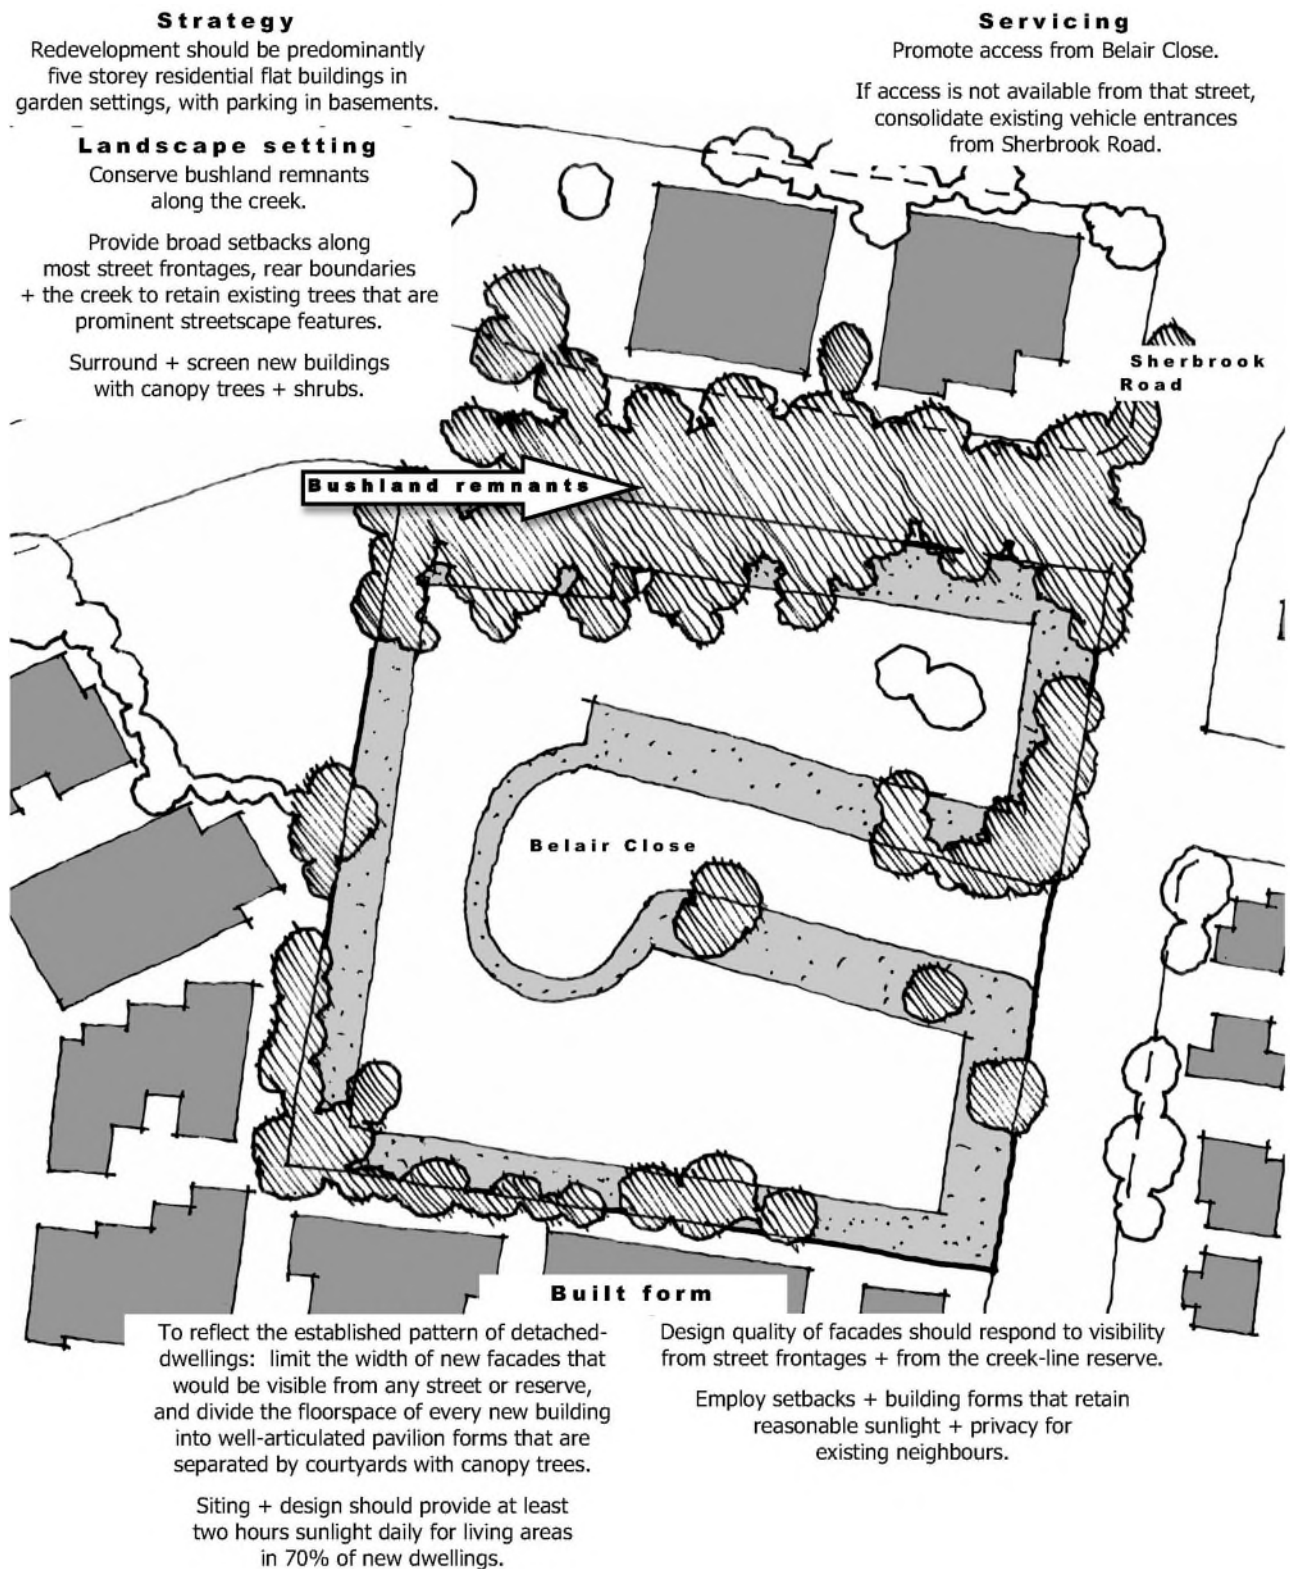 Strategy
Redevelopment should be predominantly
five storey residential flat buildings in
garden settings, with parking in basements.
Landscape setting
Conserve bushland remnants
along the creek.
Provide broad setbacks along
most street frontages, rear boundaries
+ the creek to retain existing trees that are
prominent streetscape features.
Surround + screen new buildings
with canopy trees + shrubs.
Servicing
Promote access from Belair Close.
If access is not available from that street,
consolidate existing vehicle entrances
from Sherbrook Road.
Sherbrook
Road
Bushland remnants
Belair Close
Built form
To reflect the established pattern of detached-
dwellings: limit the width of new facades that
would be visible from any street or reserve,
and divide the floorspace of every new building
into well-articulated pavilion forms that are
separated by courtyards with canopy trees.
Siting + design should provide at least
two hours sunlight daily for living areas
in 70% of new dwellings.
Design quality of facades should respond to visibility
from street frontages + from the creek-line reserve.
Employ setbacks + building forms that retain
reasonable sunlight + privacy for
existing neighbours.